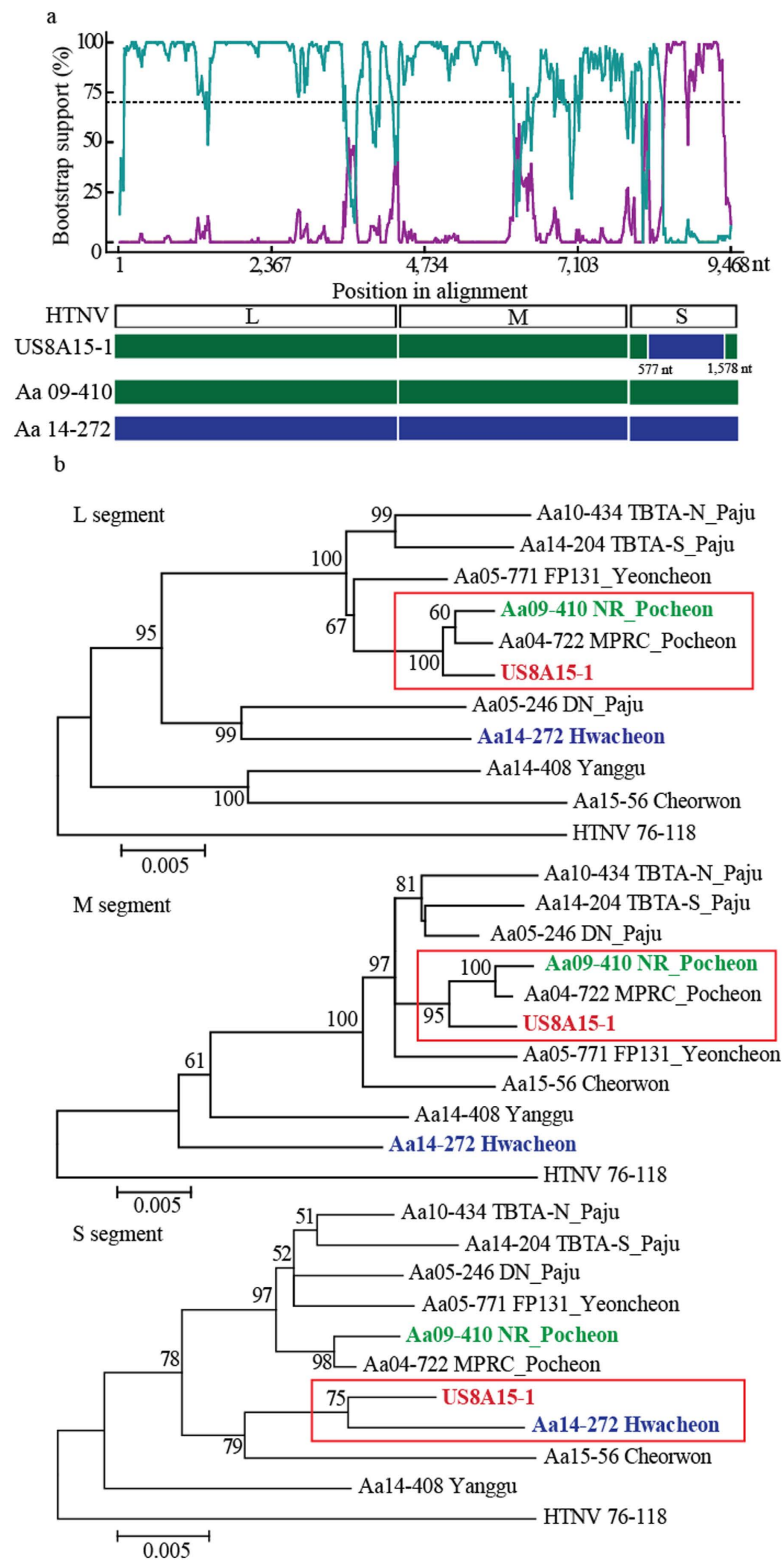 a
Bootstrap support (%)
100
75
50
25
0
1
2,367
4,734
7,103
9,468 nt
Position in alignment
HTNV L M S
US8A15-1
577 nt 1,578 nt
Aa 09-410
Aa 14-272
b
L segment
Aa10-434 TBTA-N_Paju
99
Aa14-204 TBTA-S_Paju
100
Aa05-771 FP131_Yeoncheon
Aa09-410 NR_Pocheon
60
95
67
Aa04-722 MPRC_Pocheon
100
US8A15-1
Aa05-246 DN_Paju
99
Aa14-272 Hwacheon
Aa14-408 Yanggu
100
Aa15-56 Cheorwon
HTNV 76-118
0.005
M segment
Aa10-434 TBTA-N_Paju
81
Aa14-204 TBTA-S_Paju
Aa05-246 DN_Paju
97
Aa09-410 NR_Pocheon
100
Aa04-722 MPRC_Pocheon
95
100
US8A15-1
Aa05-771 FP131_Yeoncheon
61
Aa15-56 Cheorwon
Aa14-408 Yanggu
Aa14-272 Hwacheon
HTNV 76-118
0.005
S segment
Aa10-434 TBTA-N_Paju
51
Aa14-204 TBTA-S_Paju
52
Aa05-246 DN_Paju
97
Aa05-771 FP131_Yeoncheon
Aa09-410 NR_Pocheon
98
Aa04-722 MPRC_Pocheon
78
US8A15-1
75
Aa14-272 Hwacheon
79
Aa15-56 Cheorwon
Aa14-408 Yanggu
HTNV 76-118
0.005